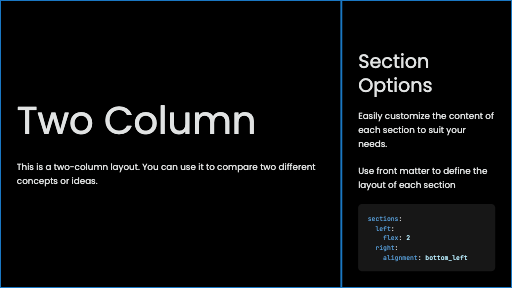 Two Column
This is a two-column layout. You can use it to compare two different
concepts or ideas.
Section
Options
Easily customize the content of
each section to suit your
needs.
Use front matter to define the
layout of each section
sections:
  left:
    flex: 2
  right:
    alignment: bottom_left